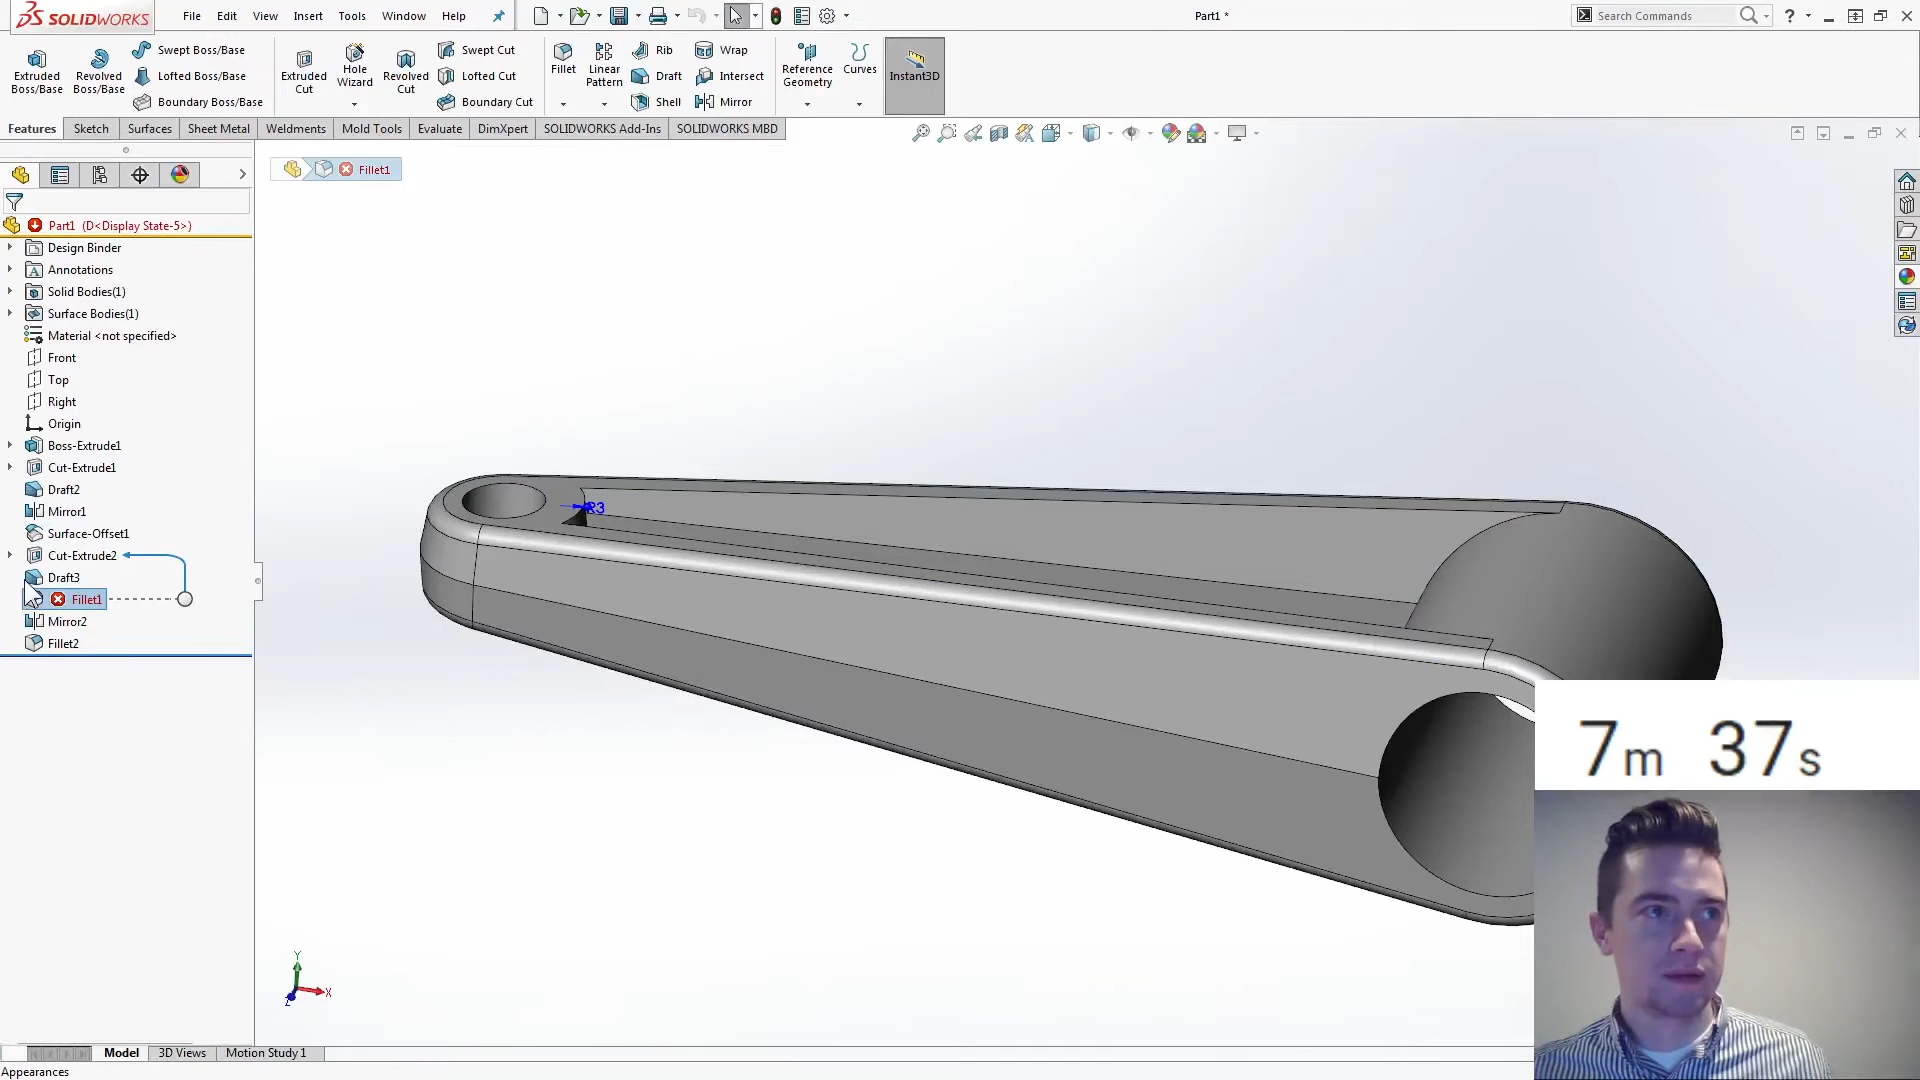 SOLIDWORKS
File Edit View Insert Tools Window Help
Part1 *
Search Commands
?
Extruded Boss/Base
Revolved Boss/Base
Swept Boss/Base
Lofted Boss/Base
Boundary Boss/Base
Extruded Cut
Hole Wizard
Revolved Cut
Swept Cut
Lofted Cut
Boundary Cut
Fillet
Linear Pattern
Rib
Draft
Shell
Wrap
Intersect
Mirror
Reference Geometry
Curves
Instant3D
Features Sketch Surfaces Sheet Metal Weldments Mold Tools Evaluate DimXpert SOLIDWORKS Add-Ins SOLIDWORKS MBD
Fillet1
Part1 (D<Display State-5>)
Design Binder
Annotations
Solid Bodies(1)
Surface Bodies(1)
Material <not specified>
Front
Top
Right
Origin
Boss-Extrude1
Cut-Extrude1
Draft2
Mirror1
Surface-Offset1
Cut-Extrude2
Draft3
Fillet1
Mirror2
Fillet2
R3
7m 37s
Y
X
Z
Model 3D Views Motion Study 1
Appearances